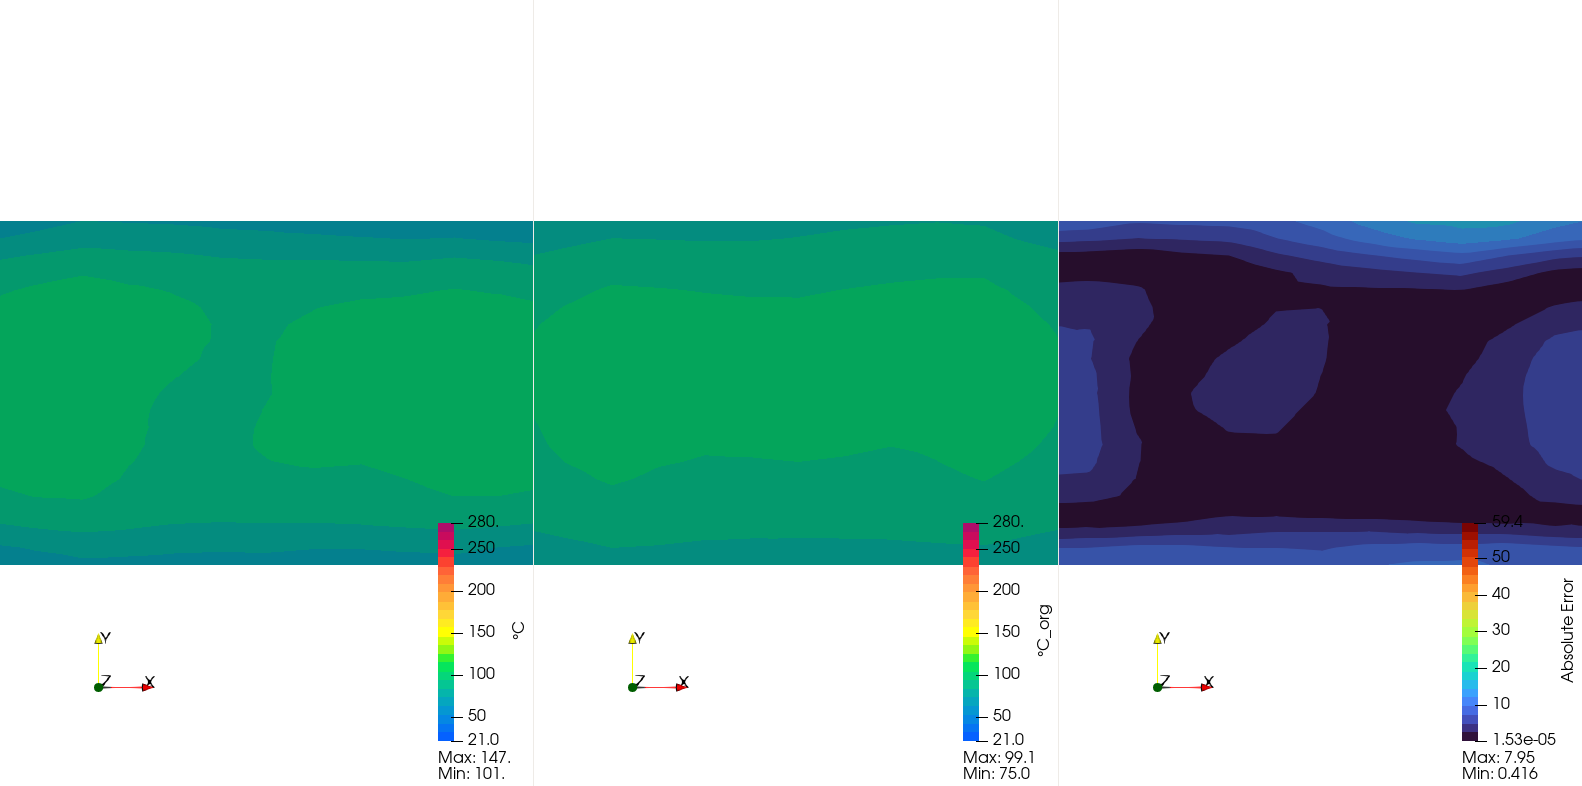 280.
250
200
150
100
50
21.0
°C
Max: 147.
Min: 101.
Y
Z
X
280.
250
200
150
100
50
21.0
°C_org
Max: 99.1
Min: 75.0
Y
Z
X
59.4
50
40
30
20
10
1.53e-05
Absolute Error
Max: 7.95
Min: 0.416
Y
Z
X